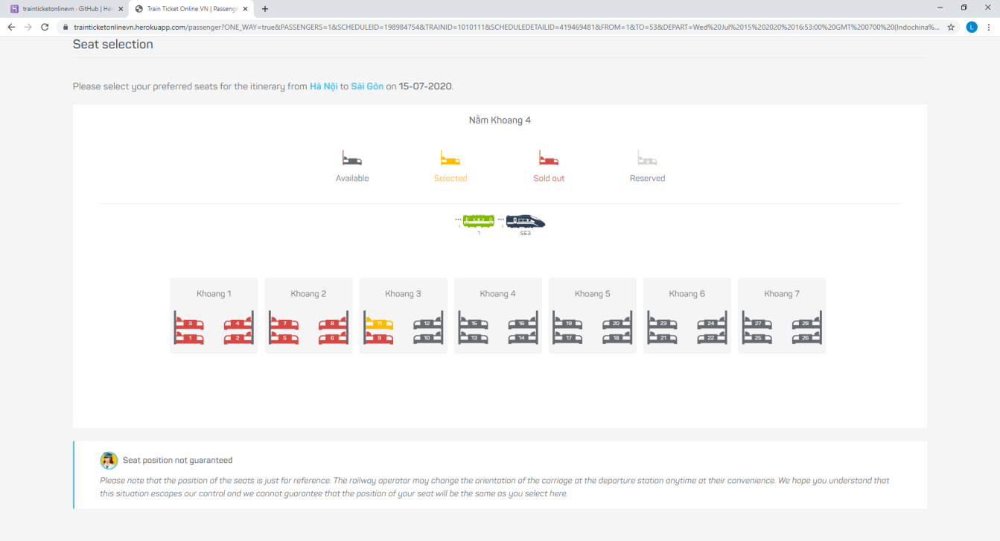 trainticketonlinevn · GitHub | Her
Train Ticket Online VN | Passenge
trainticketonlinevn.herokuapp.com/passenger?ONE_WAY=true&PASSENGERS=1&SCHEDULEID=198984754&TRAINID=1010111&SCHEDULEDETAILID=419469481&FROM=1&TO=53&DEPART=Wed%20Jul%2015%202020%2016:53:00%20GMT%200700%20(Indochina%...
L
Seat selection
Please select your preferred seats for the itinerary from Hà Nội to Sài Gòn on 15-07-2020.
Nằm Khoang 4
Available Selected Sold out Reserved
1 SE3
Khoang 1 Khoang 2 Khoang 3 Khoang 4 Khoang 5 Khoang 6 Khoang 7
3 4 7 8 11 12 15 16 19 20 23 24 27 28
1 2 5 6 9 10 13 14 17 18 21 22 25 26
Seat position not guaranteed
Please note that the position of the seats is just for reference. The railway operator may change the orientation of the carriage at the departure station anytime at their convenience. We hope you understand that
this situation escapes our control and we cannot guarantee that the position of your seat will be the same as you select here.